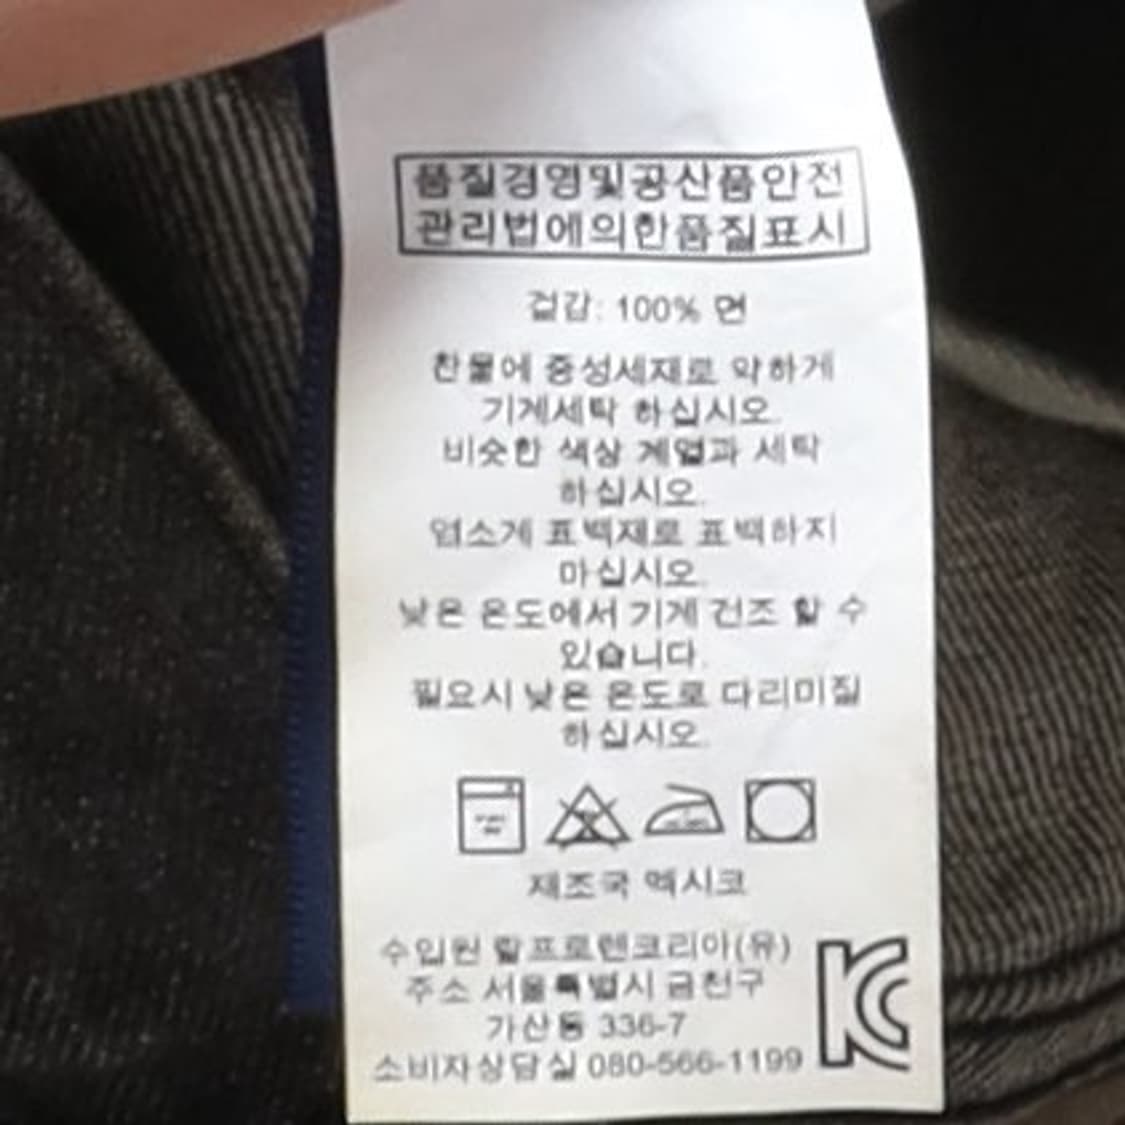 품질경영및공산품안전
관리법에의한품질표시
겉감: 100% 면
찬물에 중성세제로 약하게
기계세탁 하십시오.
비슷한 색상 계열과 세탁
하십시오.
염소계 표백제로 표백하지
마십시오.
낮은 온도에서 기계 건조 할 수
있습니다.
필요시 낮은 온도로 다리미질
하십시오.
제조국 멕시코
수입원 랄프로렌코리아(유)
주소 서울특별시 금천구
가산동 336-7
소비자상담실 080-566-1199
KC